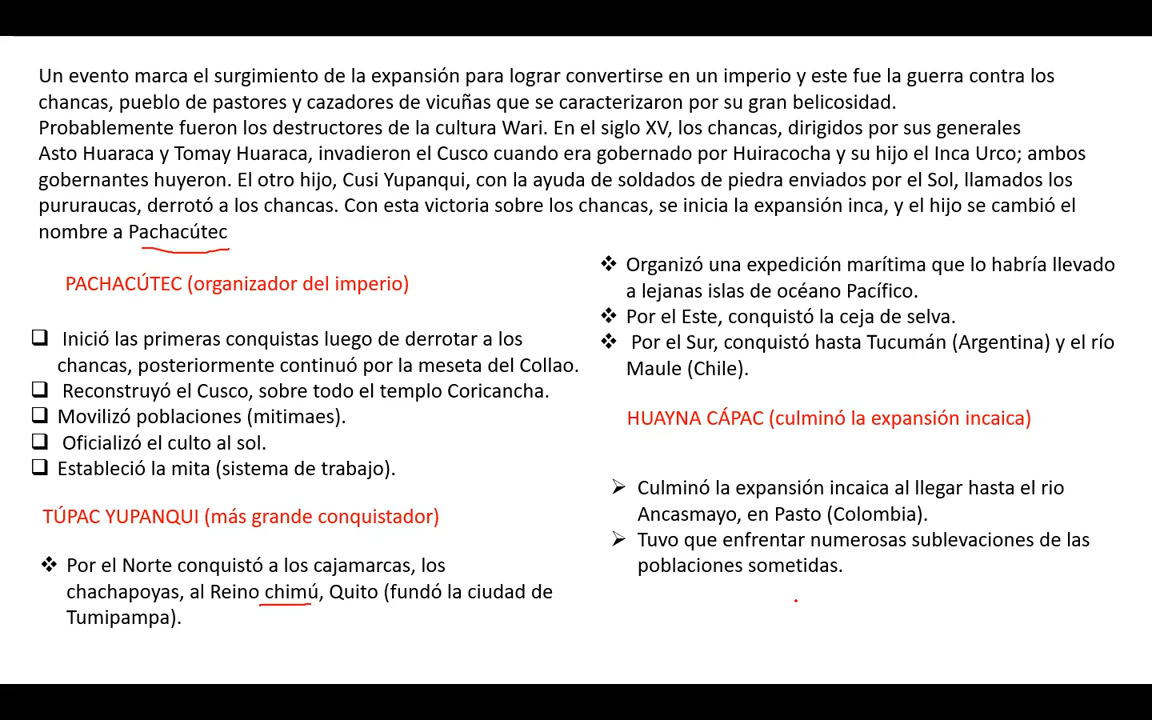 Un evento marca el surgimiento de la expansión para lograr convertirse en un imperio y este fue la guerra contra los
chancas, pueblo de pastores y cazadores de vicuñas que se caracterizaron por su gran belicosidad.
Probablemente fueron los destructores de la cultura Wari. En el siglo XV, los chancas, dirigidos por sus generales
Asto Huaraca y Tomay Huaraca, invadieron el Cusco cuando era gobernado por Huiracocha y su hijo el Inca Urco; ambos
gobernantes huyeron. El otro hijo, Cusi Yupanqui, con la ayuda de soldados de piedra enviados por el Sol, llamados los
pururaucas, derrotó a los chancas. Con esta victoria sobre los chancas, se inicia la expansión inca, y el hijo se cambió el
nombre a Pachacútec
PACHACÚTEC (organizador del imperio)
❑ Inició las primeras conquistas luego de derrotar a los
chancas, posteriormente continuó por la meseta del Collao.
❑ Reconstruyó el Cusco, sobre todo el templo Coricancha.
❑ Movilizó poblaciones (mitimaes).
❑ Oficializó el culto al sol.
❑ Estableció la mita (sistema de trabajo).
TÚPAC YUPANQUI (más grande conquistador)
❖ Por el Norte conquistó a los cajamarcas, los
chachapoyas, al Reino chimú, Quito (fundó la ciudad de
Tumipampa).
❖ Organizó una expedición marítima que lo habría llevado
a lejanas islas de océano Pacífico.
❖ Por el Este, conquistó la ceja de selva.
❖ Por el Sur, conquistó hasta Tucumán (Argentina) y el río
Maule (Chile).
HUAYNA CÁPAC (culminó la expansión incaica)
➢ Culminó la expansión incaica al llegar hasta el rio
Ancasmayo, en Pasto (Colombia).
➢ Tuvo que enfrentar numerosas sublevaciones de las
poblaciones sometidas.